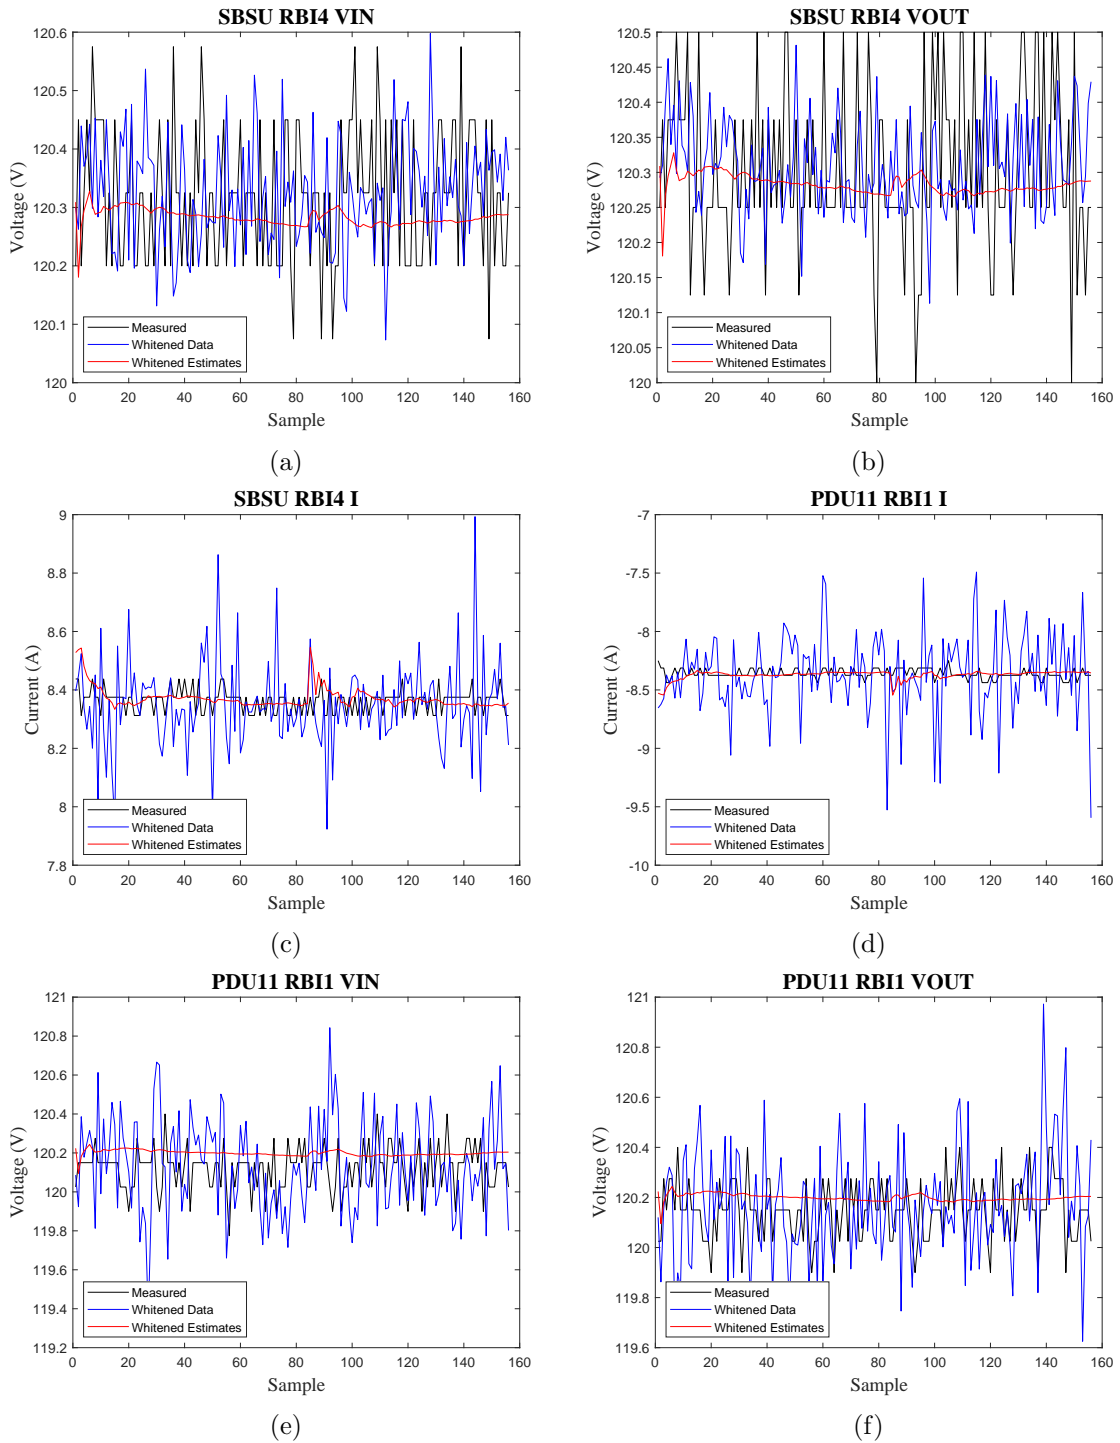 SBSU RBI4 VIN
120.6
120.5
120.4
120.3
120.2
120.1
120
Voltage (V)
Measured
Whitened Data
Whitened Estimates
0 20 40 60 80 100 120 140 160
Sample
(a)
SBSU RBI4 VOUT
120.5
120.45
120.4
120.35
120.3
120.25
120.2
120.15
120.1
120.05
120
Voltage (V)
Measured
Whitened Data
Whitened Estimates
0 20 40 60 80 100 120 140 160
Sample
(b)
SBSU RBI4 I
9
8.8
8.6
8.4
8.2
8
7.8
Current (A)
Measured
Whitened Data
Whitened Estimates
0 20 40 60 80 100 120 140 160
Sample
(c)
PDU11 RBI1 I
-7
-7.5
-8
-8.5
-9
-9.5
-10
Current (A)
Measured
Whitened Data
Whitened Estimates
0 20 40 60 80 100 120 140 160
Sample
(d)
PDU11 RBI1 VIN
121
120.8
120.6
120.4
120.2
120
119.8
119.6
119.4
119.2
Voltage (V)
Measured
Whitened Data
Whitened Estimates
0 20 40 60 80 100 120 140 160
Sample
(e)
PDU11 RBI1 VOUT
121
120.8
120.6
120.4
120.2
120
119.8
119.6
Voltage (V)
Measured
Whitened Data
Whitened Estimates
0 20 40 60 80 100 120 140 160
Sample
(f)